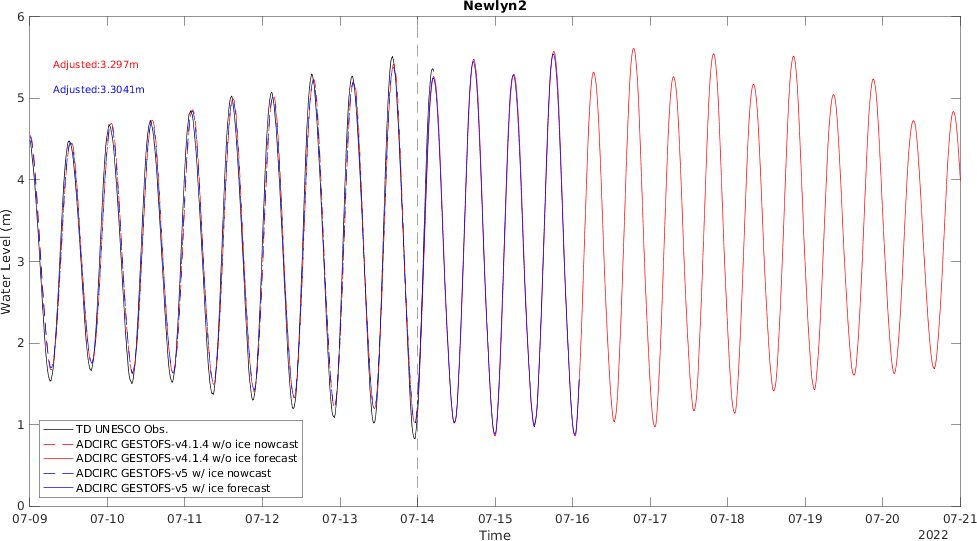 Newlyn2
Adjusted:3.297m
Adjusted:3.3041m
Water Level (m)
6
5
4
3
2
1
0
TD UNESCO Obs.
ADCIRC GESTOFS-v4.1.4 w/o ice nowcast
ADCIRC GESTOFS-v4.1.4 w/o ice forecast
ADCIRC GESTOFS-v5 w/ ice nowcast
ADCIRC GESTOFS-v5 w/ ice forecast
07-09 07-10 07-11 07-12 07-13 07-14 07-15 07-16 07-17 07-18 07-19 07-20 07-21
Time
2022